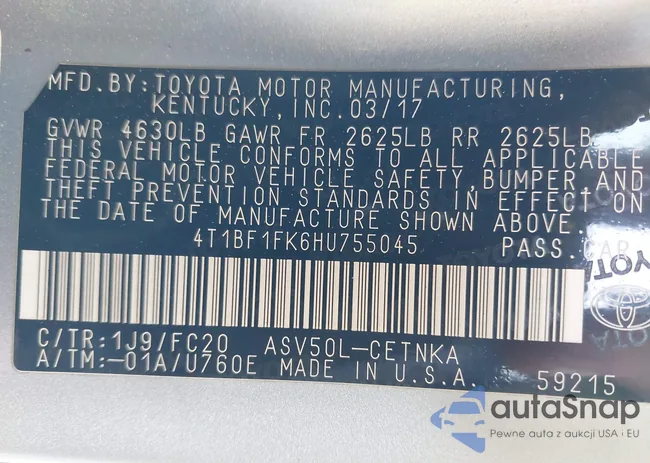 MFD.BY:TOYOTA MOTOR MANUFACTURING,
KENTUCKY,INC.03/17
GVWR 4630LB GAWR FR 2625LB RR 2625LB
THIS VEHICLE CONFORMS TO ALL APPLICABLE
FEDERAL MOTOR VEHICLE SAFETY,BUMPER,AND
THEFT PREVENTION STANDARDS IN EFFECT ON
THE DATE OF MANUFACTURE SHOWN ABOVE.
4T1BF1FK6HU755045 PASS.CAR
TOYOTA
C/TR:1J9/FC20 ASV50L-CETNKA
A/TM:-01A/U760E MADE IN U.S.A. 59215
autaSnap
Pewne auta z aukcji USA i EU